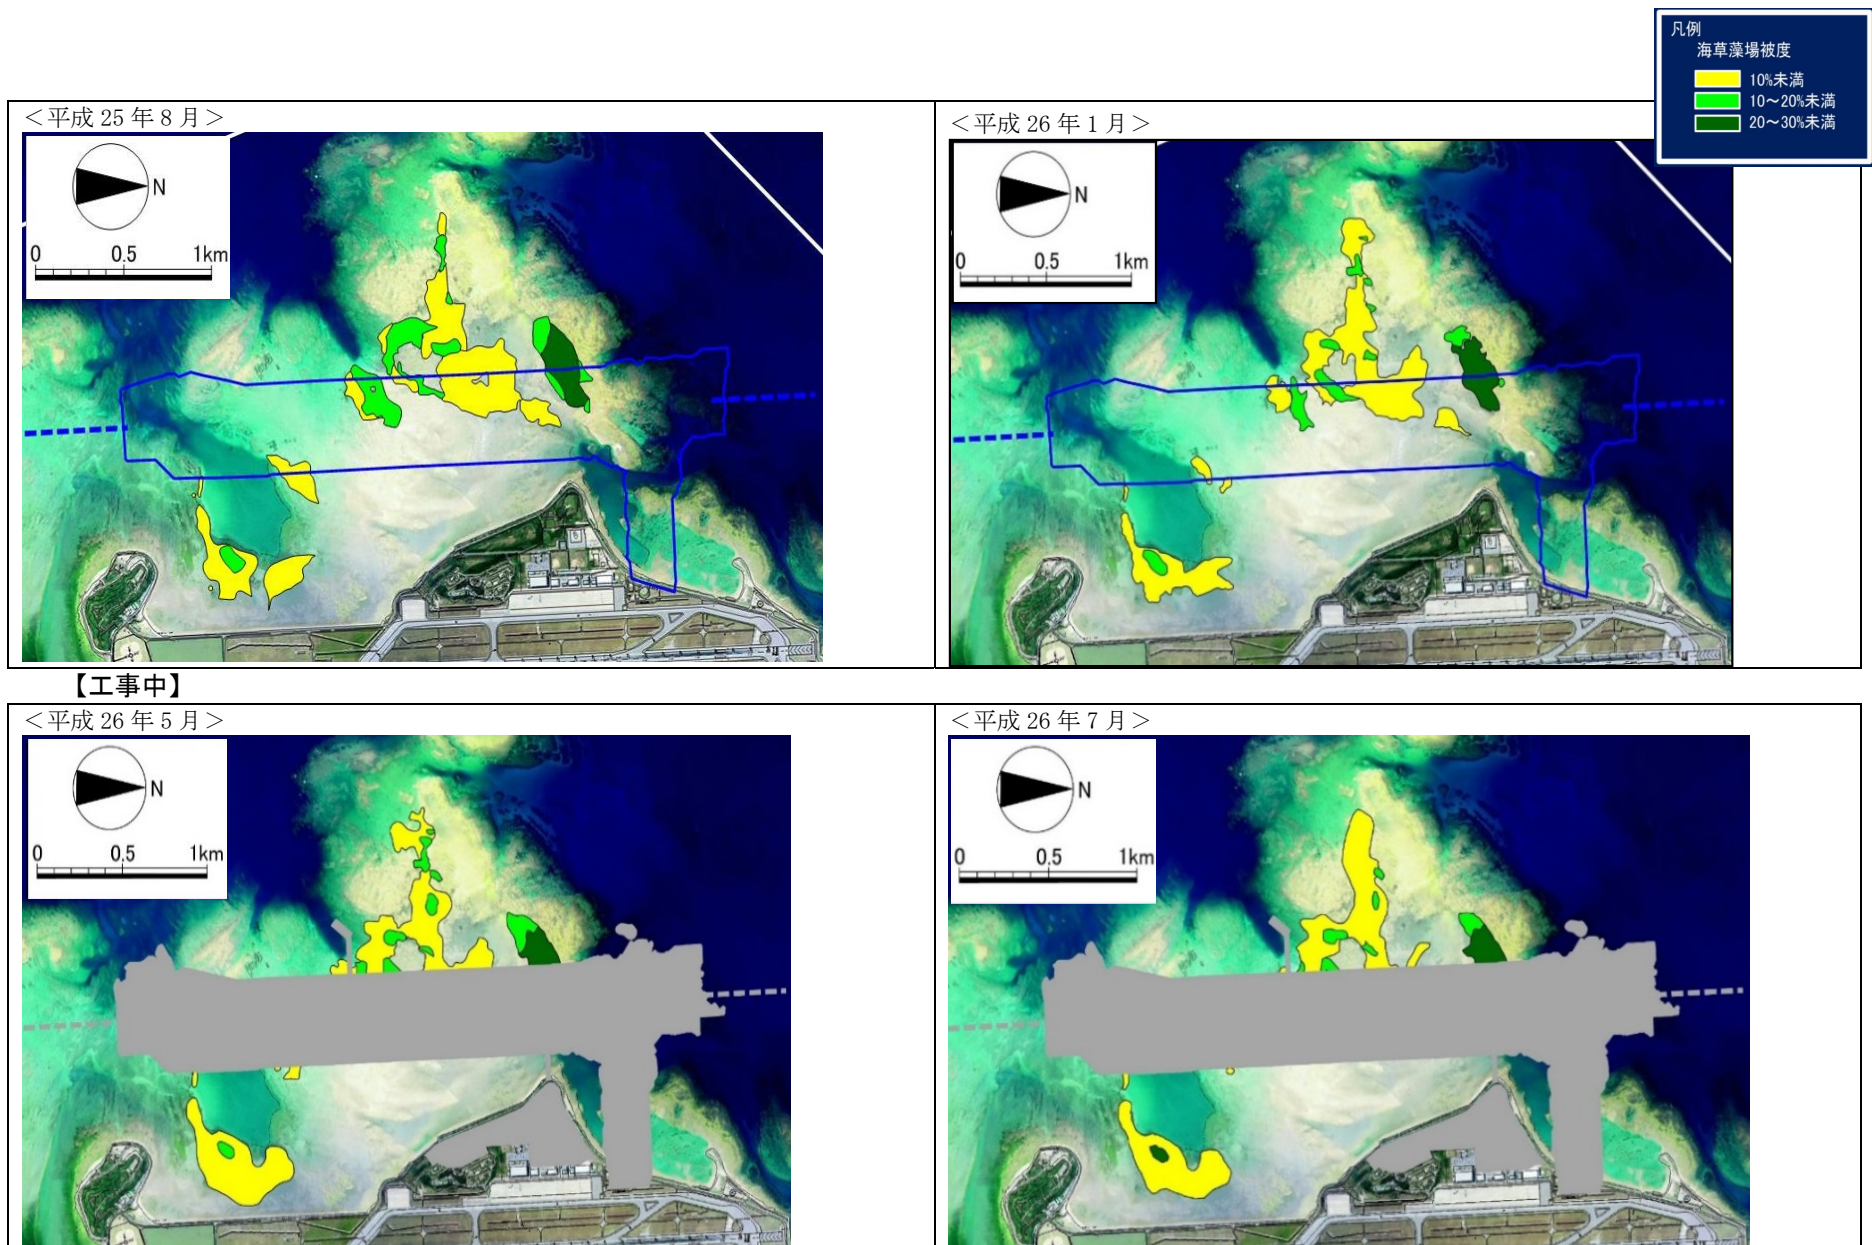 凡例
海草藻場被度
10%未満
10～20%未満
20～30%未満
＜平成 25 年 8 月＞
N
0 0.5 1km
＜平成 26 年 1 月＞
N
0 0.5 1km
【工事中】
＜平成 26 年 5 月＞
N
0 0.5 1km
＜平成 26 年 7 月＞
N
0 0.5 1km